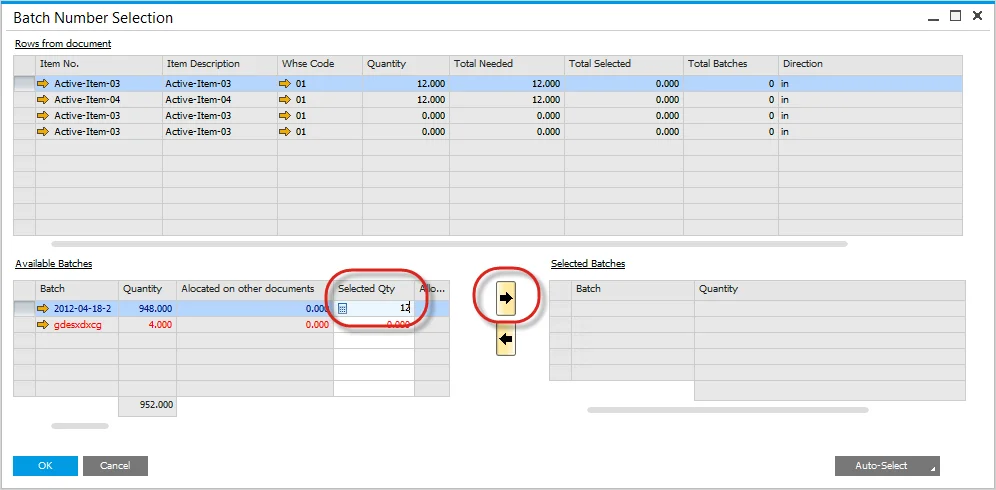 Batch Number Selection
Rows from document
Item No. Item Description Whse Code Quantity Total Needed Total Selected Total Batches Direction
Active-Item-03 Active-Item-03 01 12.000 12.000 0.000 0 in
Active-Item-04 Active-Item-04 01 12.000 12.000 0.000 0 in
Active-Item-03 Active-Item-03 01 0.000 0.000 0.000 0 in
Active-Item-03 Active-Item-03 01 0.000 0.000 0.000 0 in
Available Batches
Batch Quantity Allocated on other documents Selected Qty Allo...
2012-04-18-2 948.000 0.000 12
gdesxdxcg 4.000 0.000 0.000
952.000
Selected Batches
Batch Quantity
OK Cancel Auto-Select